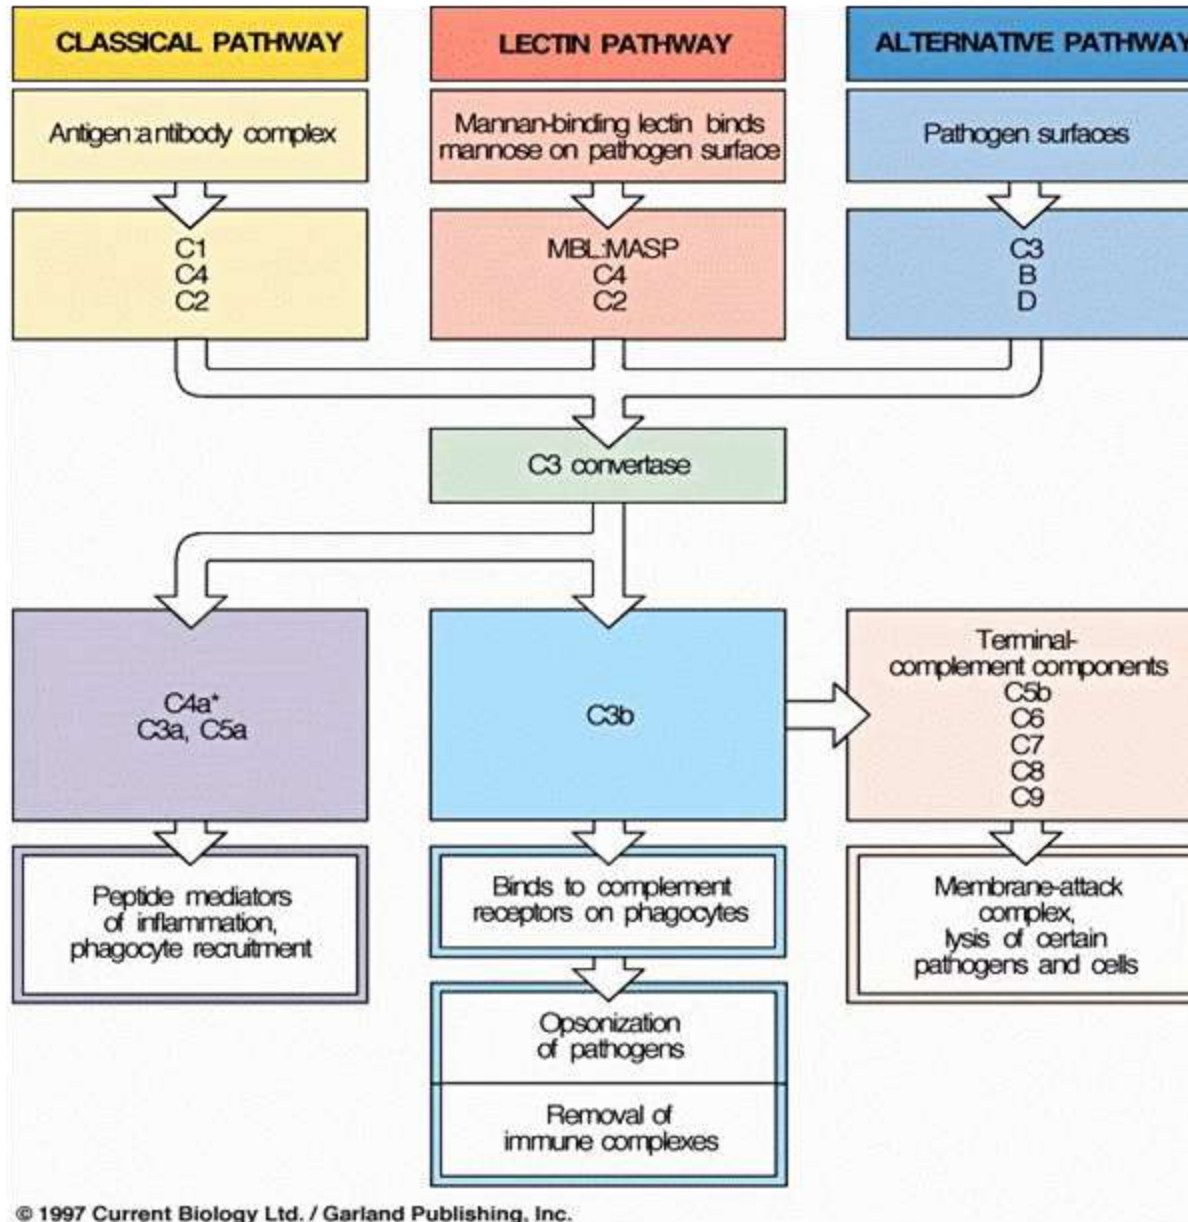 CLASSICAL PATHWAY
LECTIN PATHWAY
ALTERNATIVE PATHWAY
Antigen:antibody complex
Mannan-binding lectin binds
mannose on pathogen surface
Pathogen surfaces
C1
C4
C2
MBL:MASP
C4
C2
C3
B
D
C3 convertase
C4a*
C3a, C5a
C3b
Terminal-
complement components
C5b
C6
C7
C8
C9
Peptide mediators
of inflammation,
phagocyte recruitment
Binds to complement
receptors on phagocytes
Membrane-attack
complex,
lysis of certain
pathogens and cells
Opsonization
of pathogens
Removal of
immune complexes
© 1997 Current Biology Ltd. / Garland Publishing, Inc.